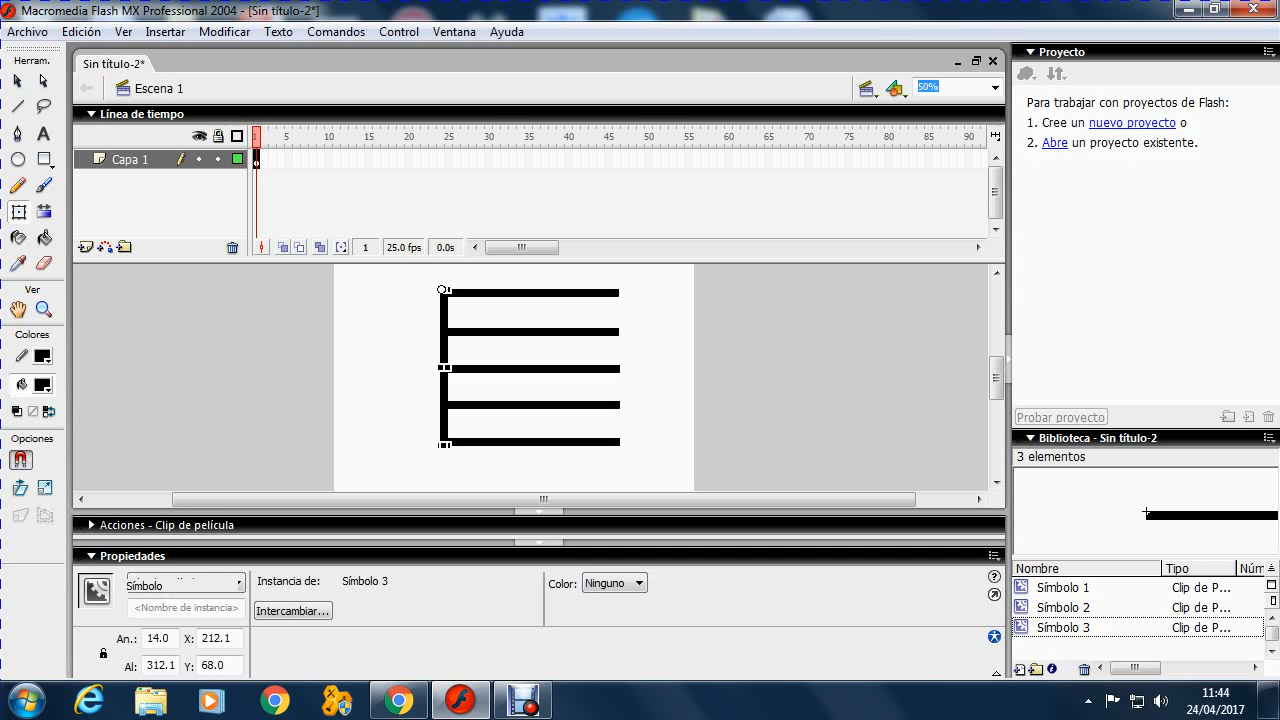 Macromedia Flash MX Professional 2004 - [Sin título-2*]
Archivo Edición Ver Insertar Modificar Texto Comandos Control Ventana Ayuda
Herram.
Sin título-2*
Escena 1
50%
Línea de tiempo
1 5 10 15 20 25 30 35 40 45 50 55 60 65 70 75 80 85 90
Capa 1
1 25.0 fps 0.0s
Ver
Colores
Opciones
Acciones - Clip de película
Propiedades
Símbolo
<Nombre de instancia>
Instancia de: Símbolo 3
Intercambiar...
Color: Ninguno
An.: 14.0 X: 212.1
Al: 312.1 Y: 68.0
Proyecto
Para trabajar con proyectos de Flash:
1. Cree un nuevo proyecto o
2. Abre un proyecto existente.
Probar proyecto
Biblioteca - Sin título-2
3 elementos
Nombre Tipo Núm
Símbolo 1 Clip de P...
Símbolo 2 Clip de P...
Símbolo 3 Clip de P...
11:44
24/04/2017